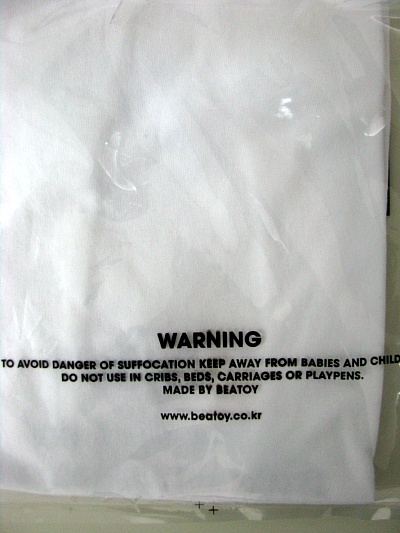 WARNING
TO AVOID DANGER OF SUFFOCATION KEEP AWAY FROM BABIES AND CHILD
DO NOT USE IN CRIBS, BEDS, CARRIAGES OR PLAYPENS.
MADE BY BEATOY
www.beatoy.co.kr